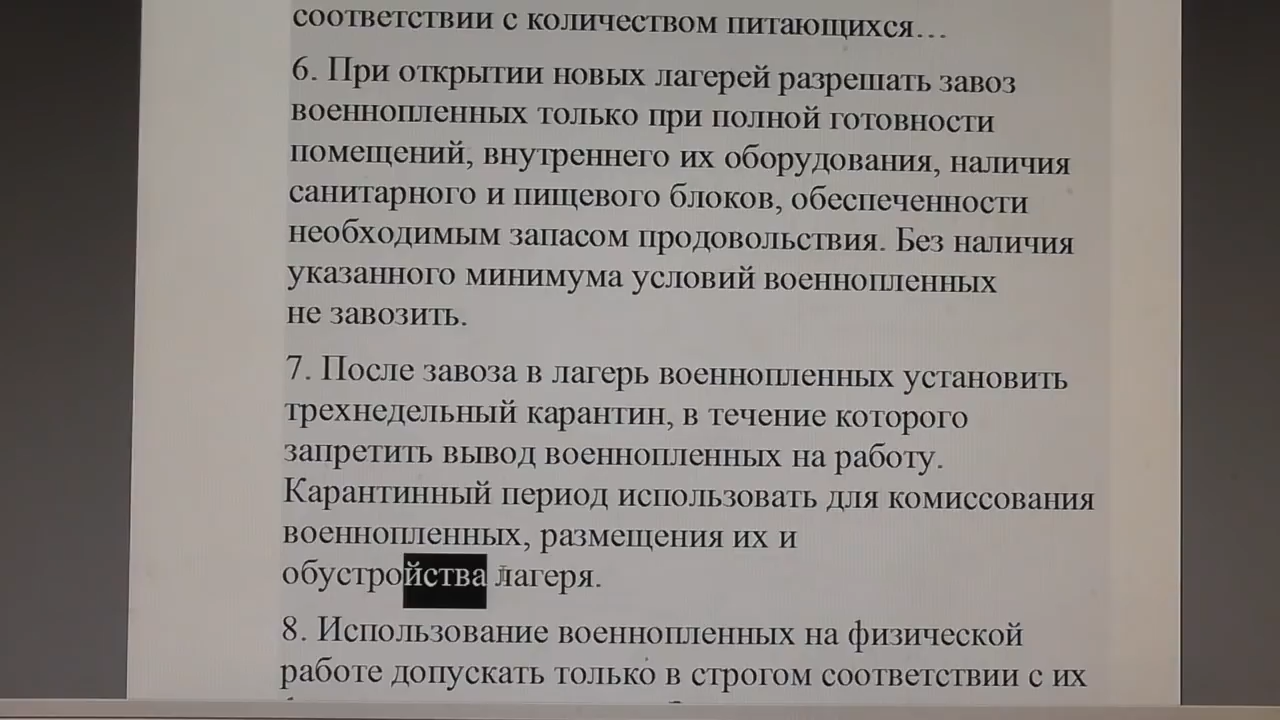 соответствии с количеством питающихся…
6. При открытии новых лагерей разрешать завоз
военнопленных только при полной готовности
помещений, внутреннего их оборудования, наличия
санитарного и пищевого блоков, обеспеченности
необходимым запасом продовольствия. Без наличия
указанного минимума условий военнопленных
не завозить.
7. После завоза в лагерь военнопленных установить
трехнедельный карантин, в течение которого
запретить вывод военнопленных на работу.
Карантинный период использовать для комиссования
военнопленных, размещения их и
обустройства лагеря.
8. Использование военнопленных на физической
работе допускать только в строгом соответствии с их